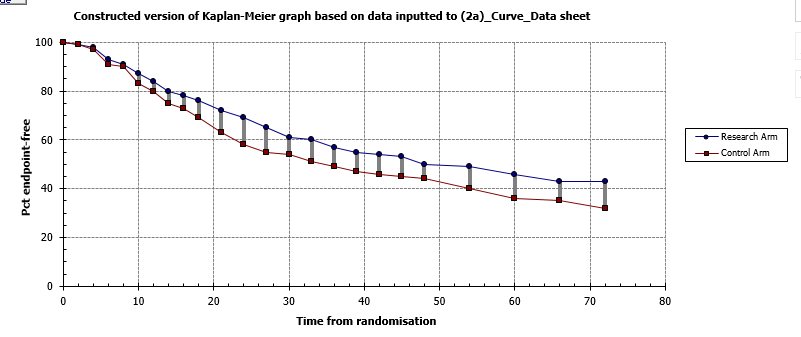 de
Constructed version of Kaplan-Meier graph based on data inputted to (2a)_Curve_Data sheet
100
80
60
40
20
0
Pct endpoint-free
0 10 20 30 40 50 60 70 80
Time from randomisation
Research Arm
Control Arm